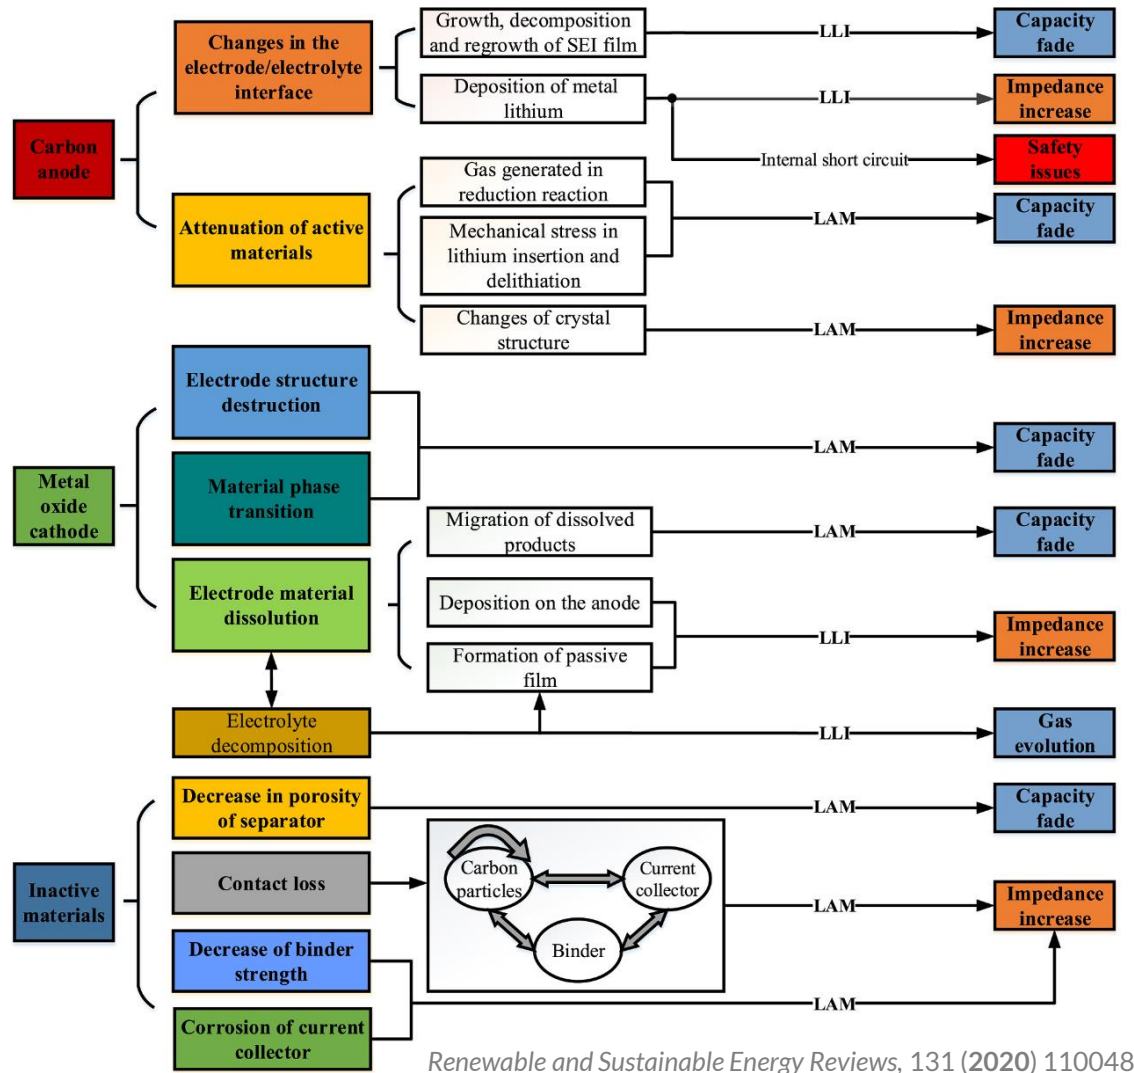 Growth, decomposition
and regrowth of SEI film
LLI
Capacity
fade
Changes in the
electrode/electrolyte
interface
Deposition of metal
lithium
LLI
Impedance
increase
Carbon
anode
Internal short circuit
Safety
issues
Gas generated in
reduction reaction
Attenuation of active
materials
LAM
Capacity
fade
Mechanical stress in
lithium insertion and
delithiation
Changes of crystal
structure
LAM
Impedance
increase
Electrode structure
destruction
LAM
Capacity
fade
Metal
oxide
cathode
Material phase
transition
Migration of dissolved
products
LAM
Capacity
fade
Electrode material
dissolution
Deposition on the anode
LLI
Impedance
increase
Formation of passive
film
Electrolyte
decomposition
LLI
Gas
evolution
Decrease in porosity
of separator
LAM
Capacity
fade
Inactive
materials
Contact loss
Carbon
particles
Current
collector
Binder
LAM
Impedance
increase
Decrease of binder
strength
LAM
Corrosion of current
collector
Renewable and Sustainable Energy Reviews, 131 (2020) 110048